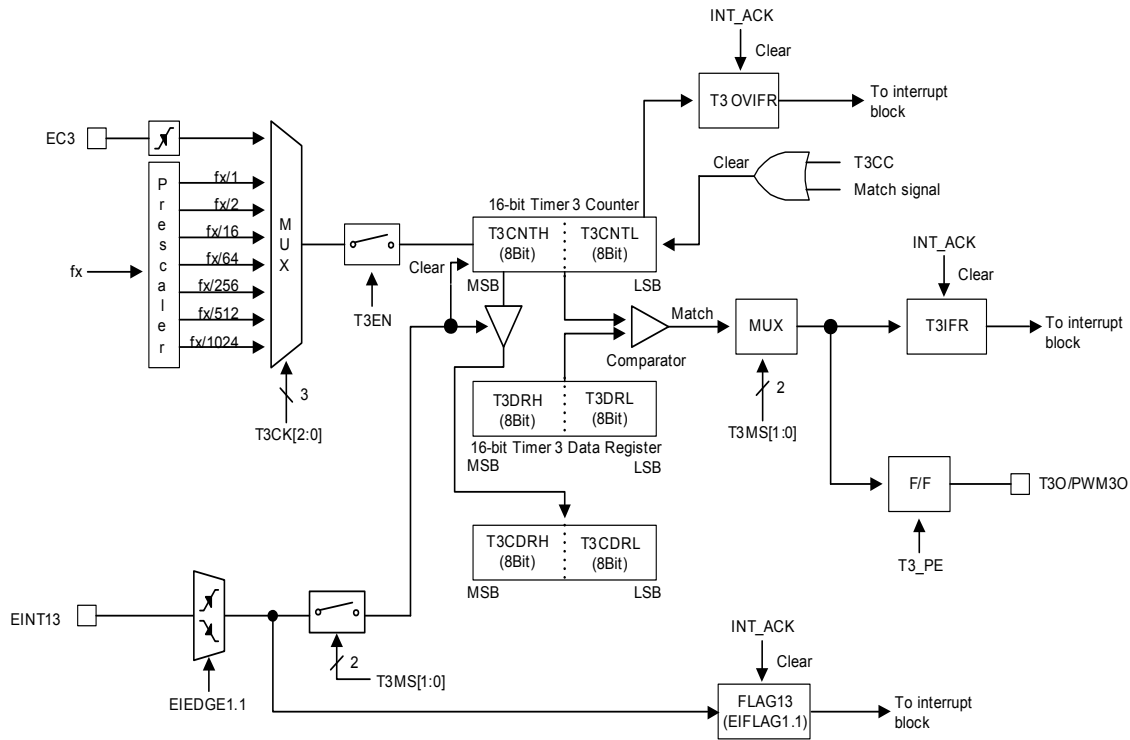 INT_ACK
Clear
T3OVIFR
To interrupt
block
EC3
Prescaler
fx/1
fx/2
fx/16
fx/64
fx/256
fx/512
fx/1024
fx
MUX
3
T3CK[2:0]
T3EN
Clear
T3CC
Match signal
16-bit Timer 3 Counter
T3CNTH
(8Bit)
T3CNTL
(8Bit)
Clear
MSB
LSB
Match
Comparator
T3DRH
(8Bit)
T3DRL
(8Bit)
16-bit Timer 3 Data Register
MSB
LSB
MUX
2
T3MS[1:0]
INT_ACK
Clear
T3IFR
To interrupt
block
F/F
T3O/PWM3O
T3_PE
T3CDRH
(8Bit)
T3CDRL
(8Bit)
MSB
LSB
EINT13
EIEDGE1.1
2
T3MS[1:0]
INT_ACK
Clear
FLAG13
(EIFLAG1.1)
To interrupt
block